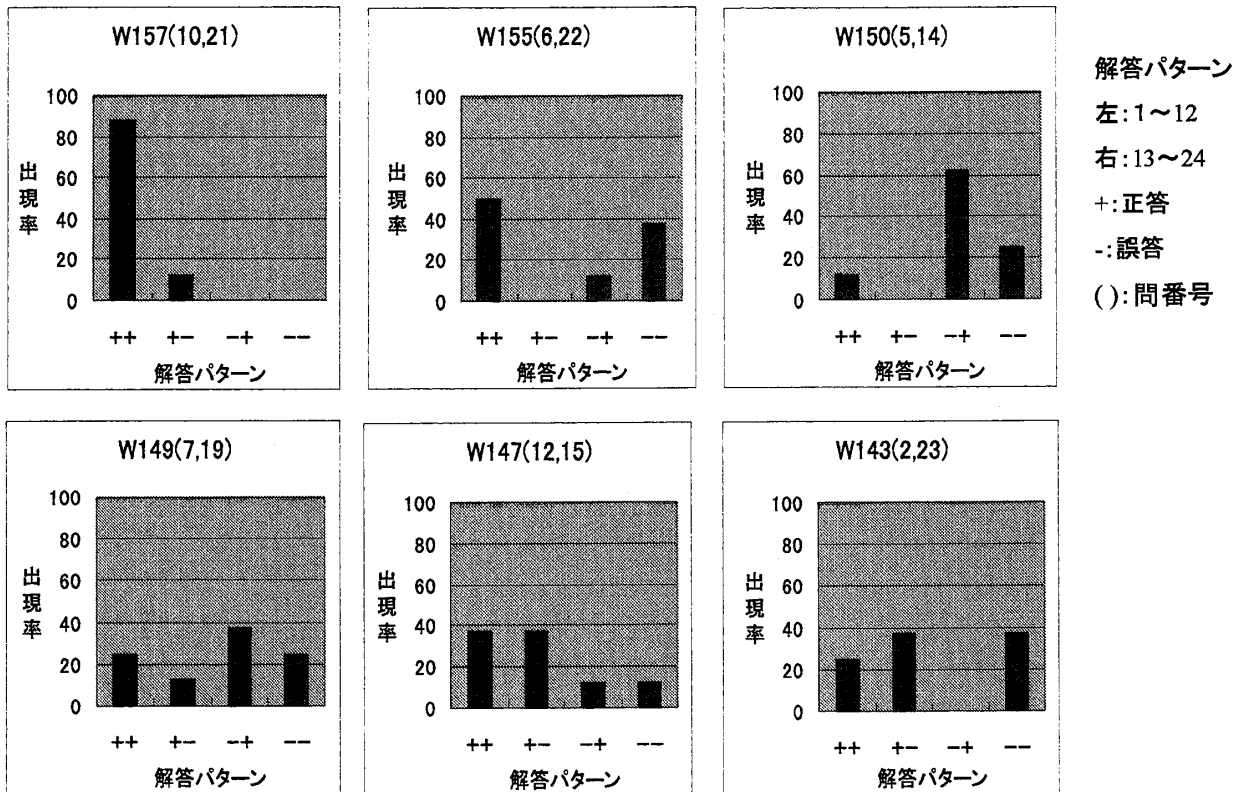 W157(10,21)
100
80
60
40
20
0
出現率
++ +- -+ --
解答パターン
W155(6,22)
100
80
60
40
20
0
出現率
++ +- -+ --
解答パターン
W150(5,14)
100
80
60
40
20
0
出現率
++ +- -+ --
解答パターン
解答パターン
左:1〜12
右:13〜24
+:正答
-:誤答
( ):問番号
W149(7,19)
100
80
60
40
20
0
出現率
++ +- -+ --
解答パターン
W147(12,15)
100
80
60
40
20
0
出現率
++ +- -+ --
解答パターン
W143(2,23)
100
80
60
40
20
0
出現率
++ +- -+ --
解答パターン